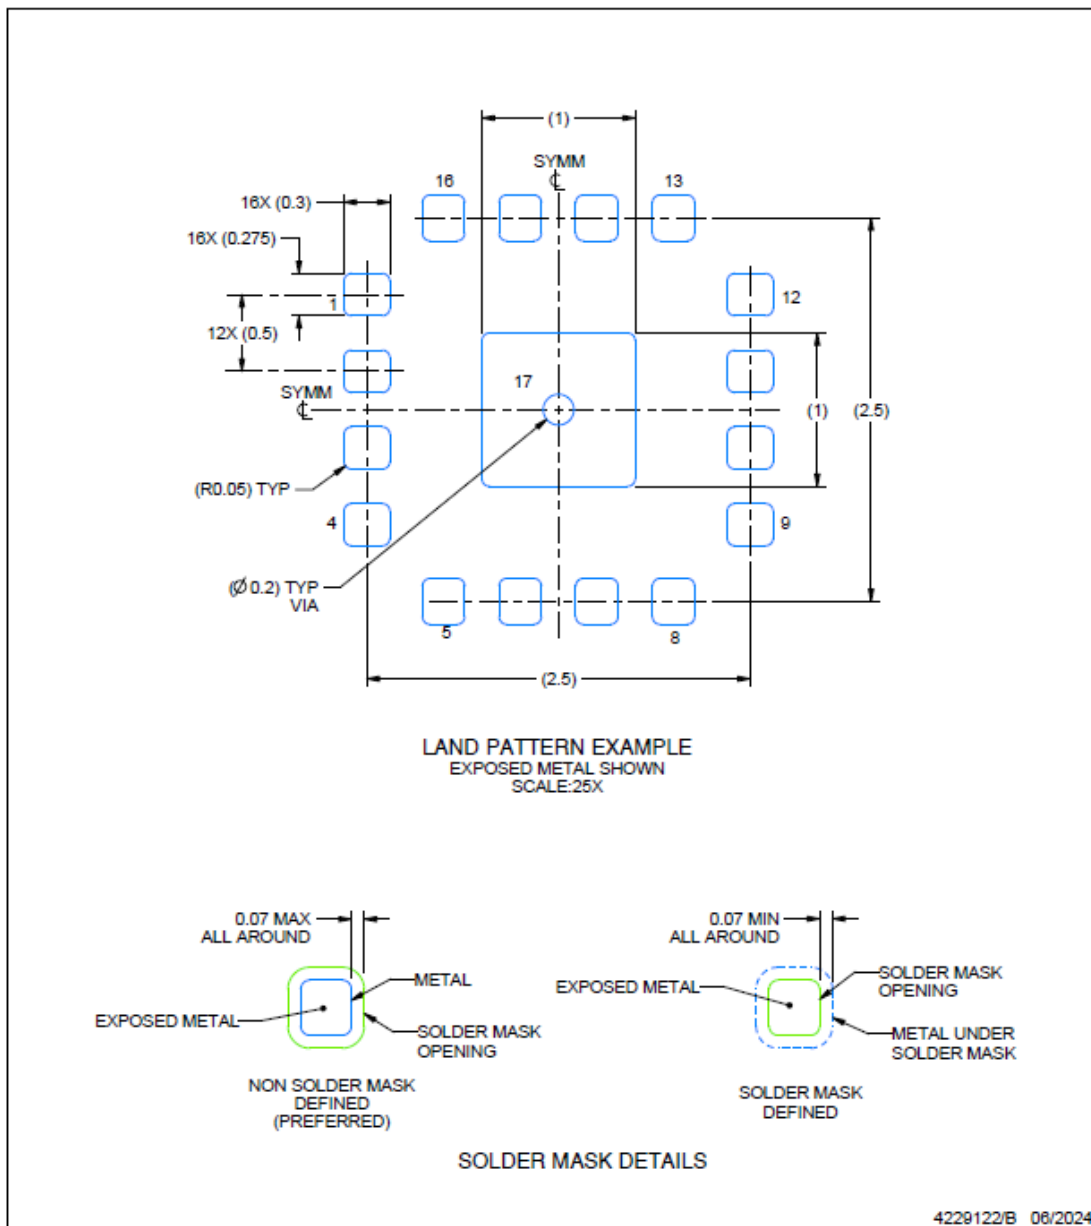 (1)
SYMM
℄
16
13
16X (0.3)
16X (0.275)
1
12
12X (0.5)
17
SYMM
℄
(1)
(2.5)
(R0.05) TYP
4
9
(Ø 0.2) TYP
VIA
5
8
(2.5)
LAND PATTERN EXAMPLE
EXPOSED METAL SHOWN
SCALE:25X
0.07 MAX
ALL AROUND
METAL
EXPOSED METAL
SOLDER MASK
OPENING
NON SOLDER MASK
DEFINED
(PREFERRED)
0.07 MIN
ALL AROUND
SOLDER MASK
OPENING
EXPOSED METAL
METAL UNDER
SOLDER MASK
SOLDER MASK
DEFINED
SOLDER MASK DETAILS
4229122/B 06/2024